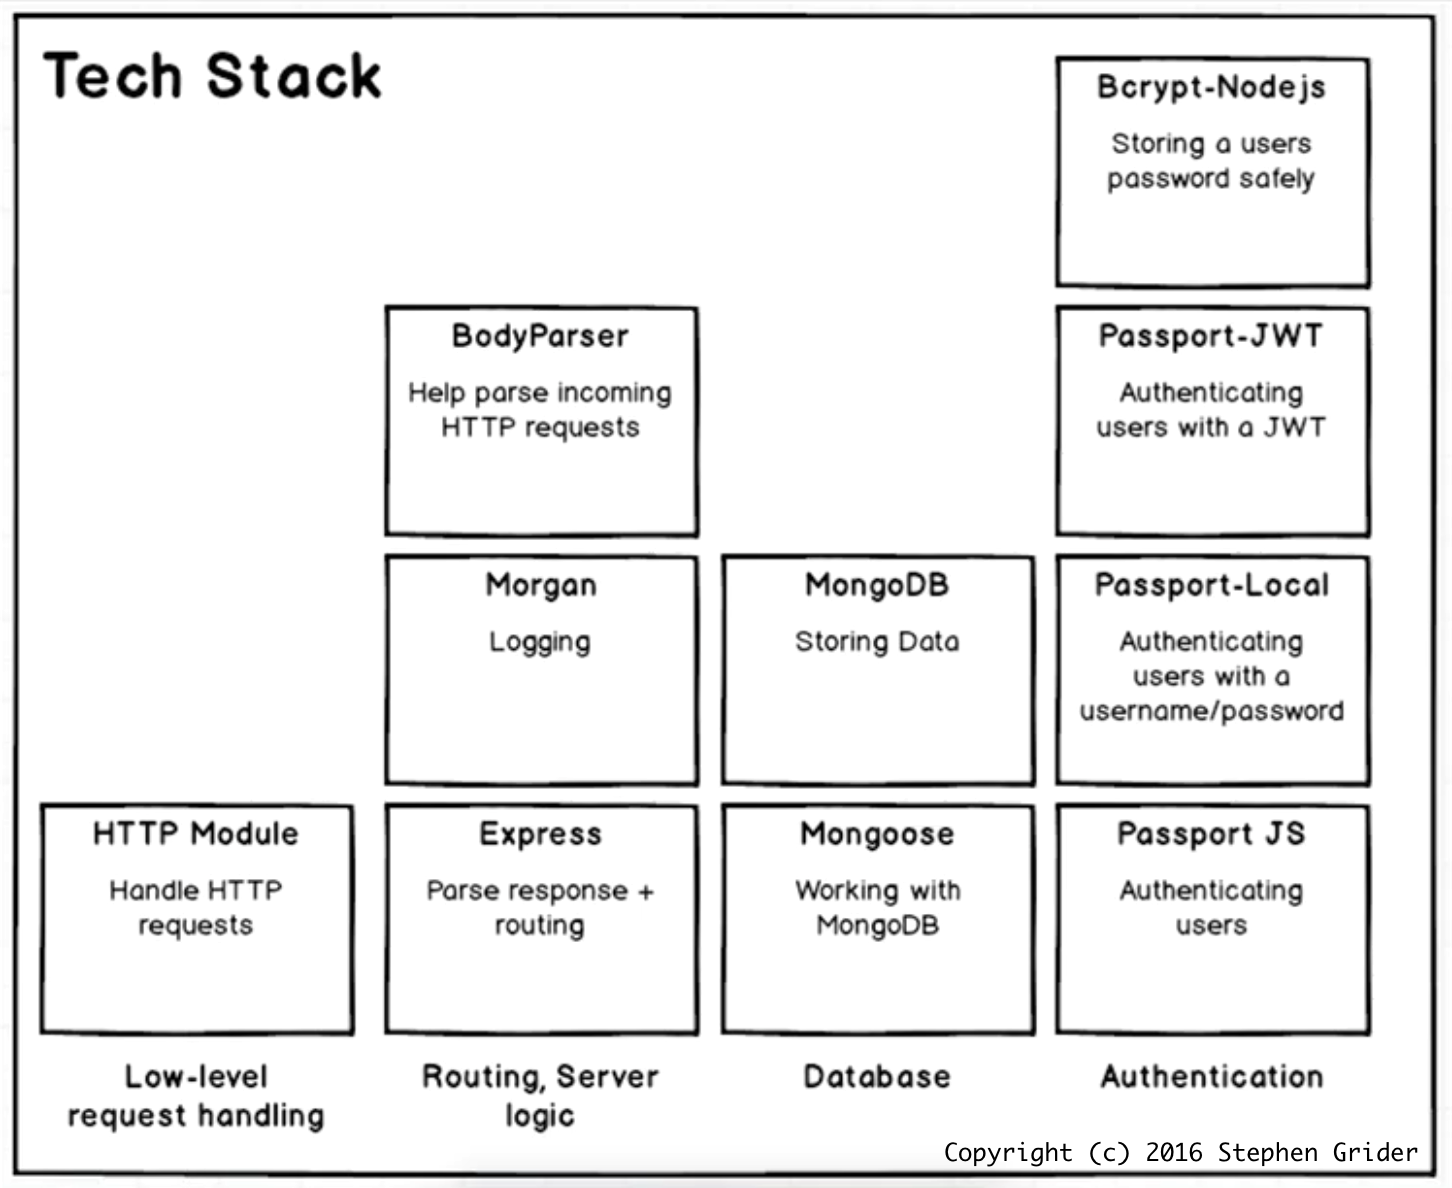 Tech Stack
Bcrypt-Nodejs
Storing a users
password safely
BodyParser
Help parse incoming
HTTP requests
Passport-JWT
Authenticating
users with a JWT
Morgan
Logging
MongoDB
Storing Data
Passport-Local
Authenticating
users with a
username/password
HTTP Module
Handle HTTP
requests
Express
Parse response +
routing
Mongoose
Working with
MongoDB
Passport JS
Authenticating
users
Low-level
request handling
Routing, Server
logic
Database
Authentication
Copyright (c) 2016 Stephen Grider